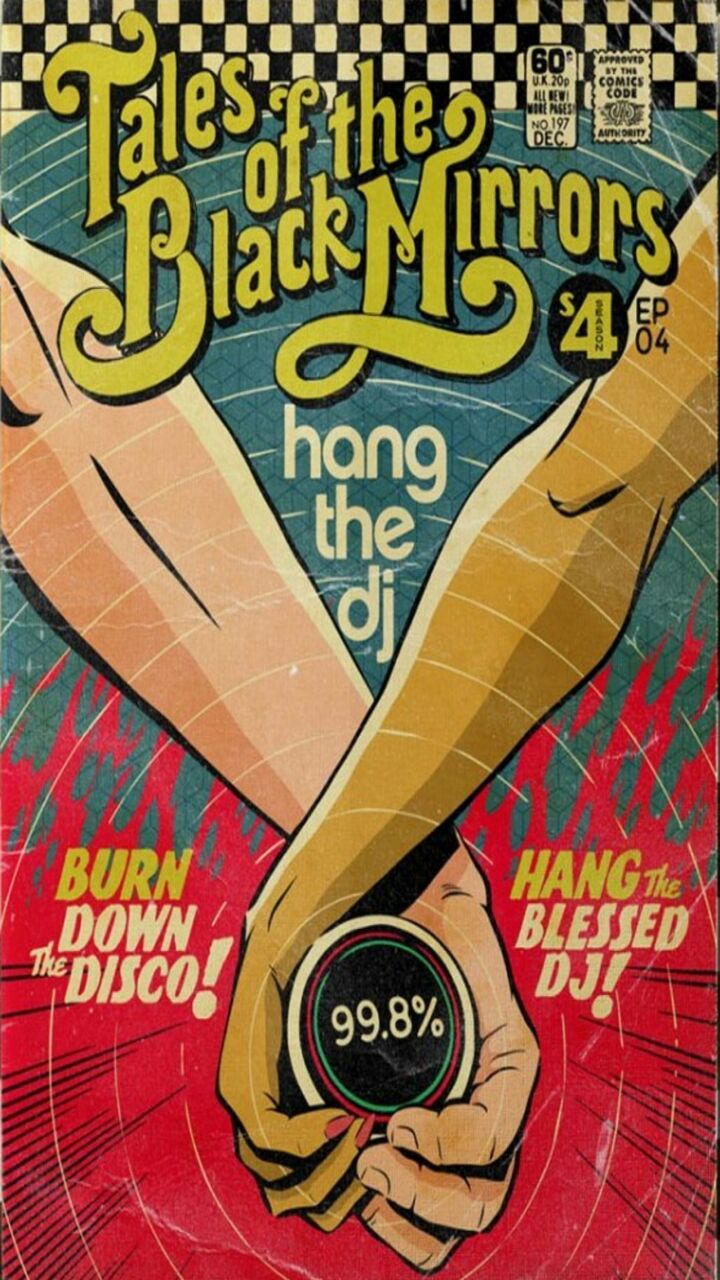 Tales
of the
Black Mirrors
60¢
U.K. 20p
ALL NEW!
MORE PAGES!
NO. 197
DEC.
APPROVED
BY THE
COMICS
CODE
AUTHORITY
S4
SEASON
EP
04
hang
the
dj
BURN
DOWN
The DISCO!
HANG The
BLESSED
DJ!
99.8%